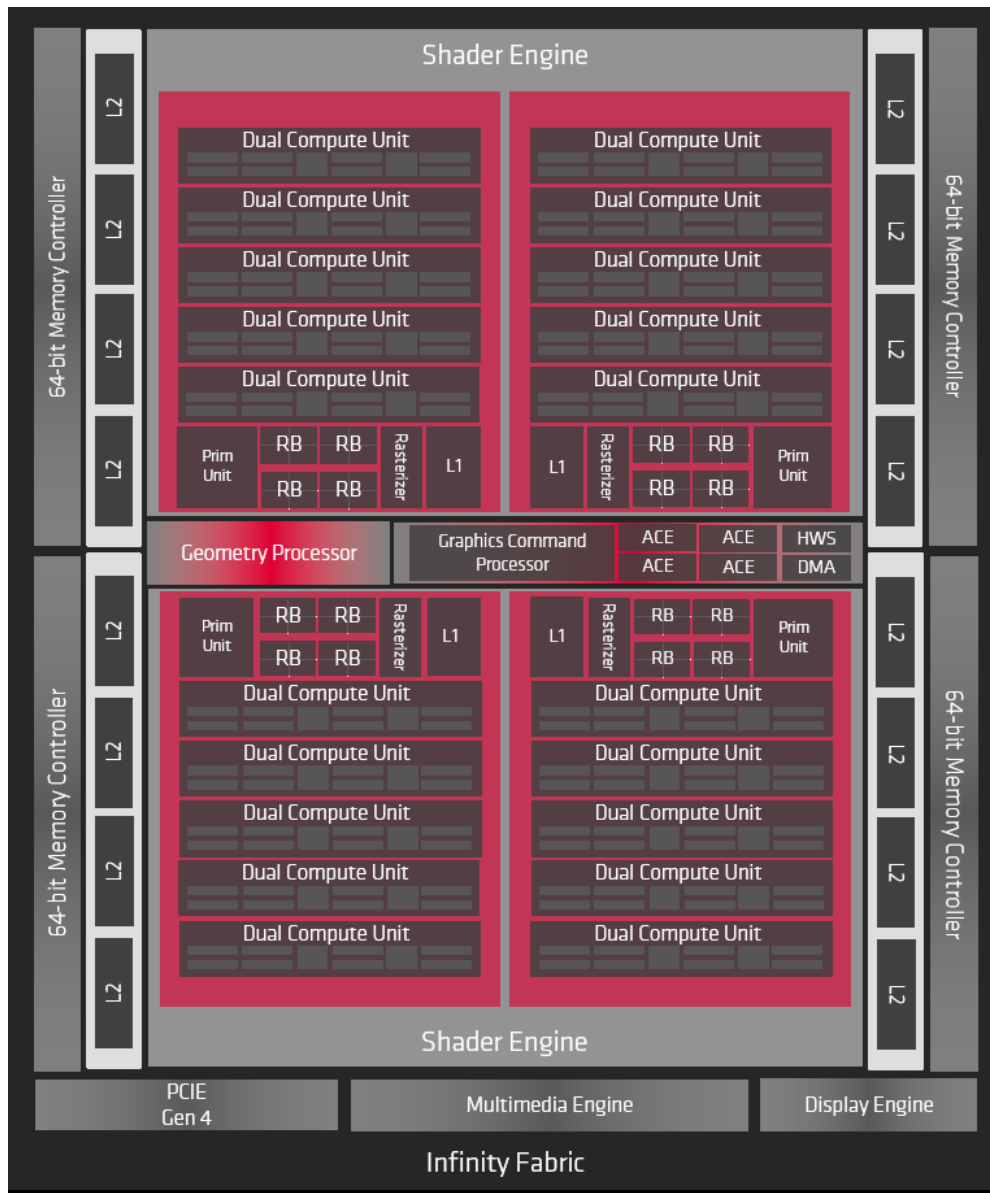 Shader Engine
64-bit Memory Controller
L2
L2
L2
L2
Dual Compute Unit
Dual Compute Unit
Dual Compute Unit
Dual Compute Unit
Dual Compute Unit
Prim
Unit
RB RB
RB RB
Rasterizer
L1
Dual Compute Unit
Dual Compute Unit
Dual Compute Unit
Dual Compute Unit
Dual Compute Unit
L1
Rasterizer
RB RB
RB RB
Prim
Unit
L2
L2
L2
L2
64-bit Memory Controller
Geometry Processor
Graphics Command
Processor
ACE ACE HWS
ACE ACE DMA
64-bit Memory Controller
L2
L2
L2
L2
Prim
Unit
RB RB
RB RB
Rasterizer
L1
Dual Compute Unit
Dual Compute Unit
Dual Compute Unit
Dual Compute Unit
Dual Compute Unit
L1
Rasterizer
RB RB
RB RB
Prim
Unit
Dual Compute Unit
Dual Compute Unit
Dual Compute Unit
Dual Compute Unit
Dual Compute Unit
L2
L2
L2
L2
64-bit Memory Controller
Shader Engine
PCIE
Gen 4
Multimedia Engine
Display Engine
Infinity Fabric